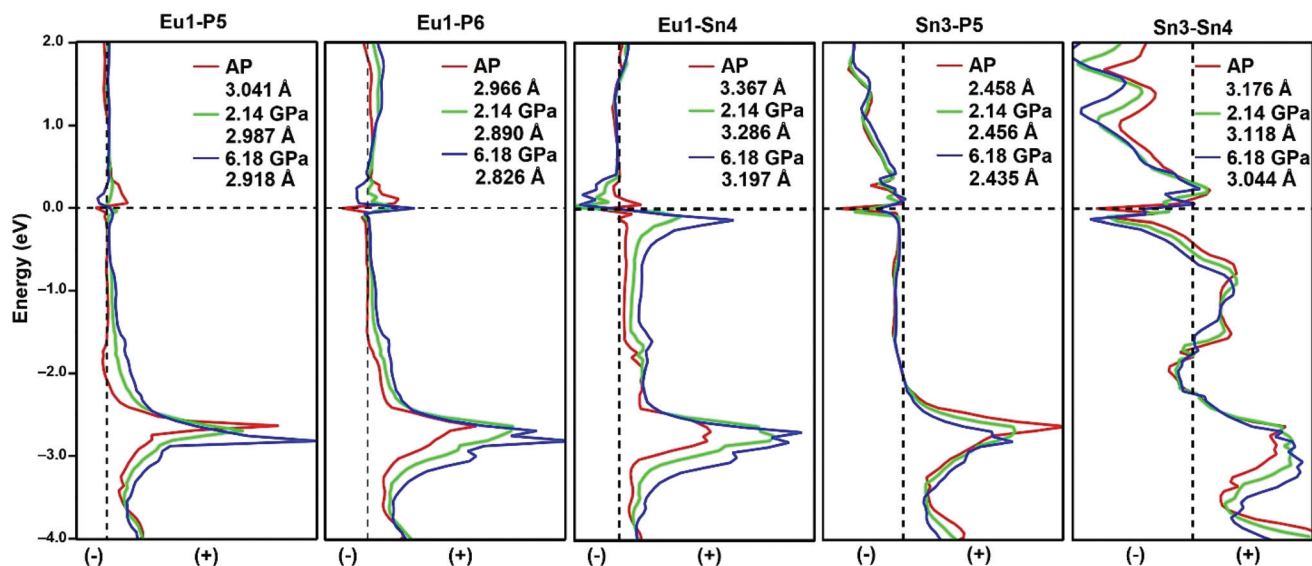 Eu1-P5
Eu1-P6
Eu1-Sn4
Sn3-P5
Sn3-Sn4
Energy (eV)
2.0
1.0
0.0
–1.0
–2.0
–3.0
–4.0
AP
3.041 Å
2.14 GPa
2.987 Å
6.18 GPa
2.918 Å
AP
2.966 Å
2.14 GPa
2.890 Å
6.18 GPa
2.826 Å
AP
3.367 Å
2.14 GPa
3.286 Å
6.18 GPa
3.197 Å
AP
2.458 Å
2.14 GPa
2.456 Å
6.18 GPa
2.435 Å
AP
3.176 Å
2.14 GPa
3.118 Å
6.18 GPa
3.044 Å
(-) (+)
(-) (+)
(-) (+)
(-) (+)
(-) (+)